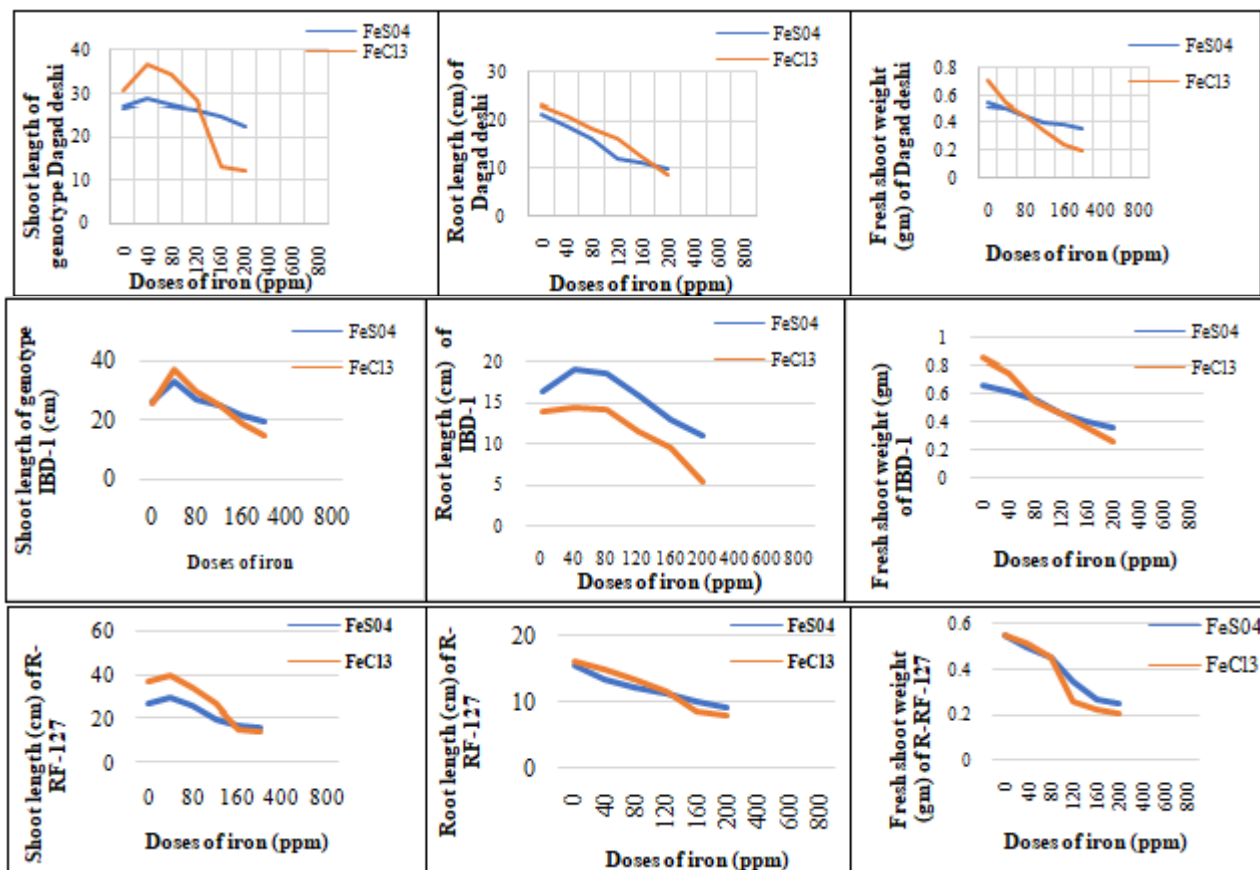 FeS04
FeCl3
Shoot length of
genotype Dagad deshi
40
30
20
10
0
0 40 80 120 160 200 400 600 800
Doses of iron (ppm)
FeS04
FeCl3
Root length (cm) of
Dagad deshi
30
20
10
0
0 40 80 120 160 200 400 600 800
Doses of iron (ppm)
FeS04
FeCl3
Fresh shoot weight
(gm) of Dagad deshi
0.8
0.6
0.4
0.2
0
0 80 160 400 800
Doses of iron (ppm)
FeS04
FeCl3
Shoot length of genotype
IBD-1 (cm)
40
20
0
0 80 160 400 800
Doses of iron
FeS04
FeCl3
Root length (cm) of
IBD-1
20
15
10
5
0
0 40 80 120 160 200 400 600 800
Doses of iron (ppm)
FeS04
FeCl3
Fresh shoot weight (gm)
of IBD-1
1
0.8
0.6
0.4
0.2
0
0 40 80 120 160 200 400 600 800
Doses of iron (ppm)
FeS04
FeCl3
Shoot length (cm) of R-
RF-127
60
40
20
0
0 80 160 400 800
Doses of iron (ppm)
FeS04
FeCl3
Root length (cm) of R-
RF-127
20
10
0
0 40 80 120 160 200 400 600 800
Doses of iron (ppm)
FeS04
FeCl3
Fresh shoot weight
(gm) of R-RF-127
0.6
0.4
0.2
0
0 40 80 120 160 200 400 600 800
Doses of iron (ppm)